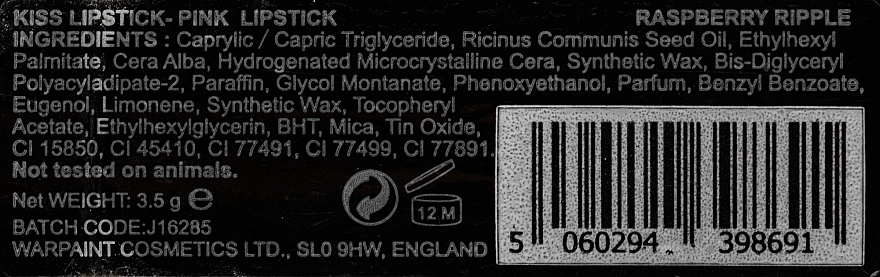 KISS LIPSTICK- PINK LIPSTICK RASPBERRY RIPPLE
INGREDIENTS : Caprylic / Capric Triglyceride, Ricinus Communis Seed Oil, Ethylhexyl
Palmitate, Cera Alba, Hydrogenated Microcrystalline Cera, Synthetic Wax, Bis-Diglyceryl
Polyacyladipate-2, Paraffin, Glycol Montanate, Phenoxyethanol, Parfum, Benzyl Benzoate,
Eugenol, Limonene, Synthetic Wax, Tocopheryl
Acetate, Ethylhexylglycerin, BHT, Mica, Tin Oxide,
CI 15850, CI 45410, CI 77491, CI 77499, CI 77891.
Not tested on animals.
Net WEIGHT: 3.5 g ℮
12 M
BATCH CODE:J16285
WARPAINT COSMETICS LTD., SL0 9HW, ENGLAND
5 060294 398691